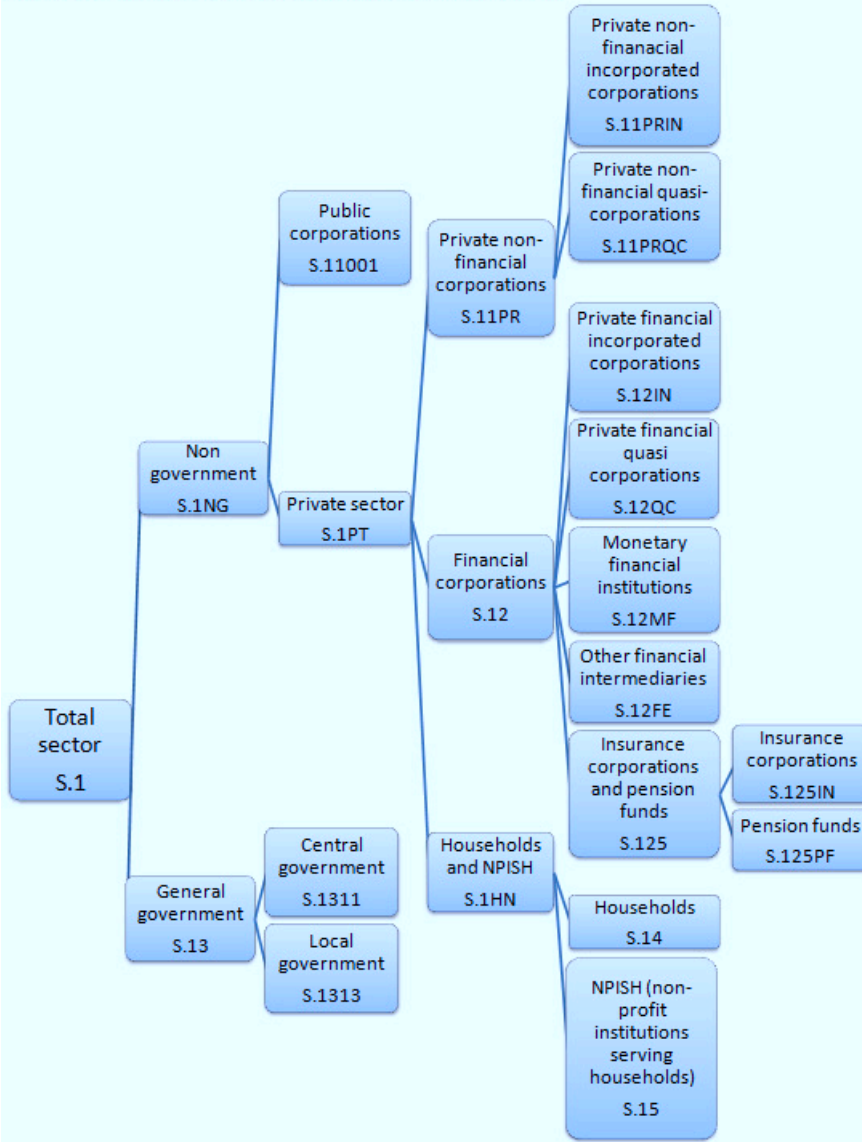 Total
sector
S.1
Non
government
S.1NG
General
government
S.13
Public
corporations
S.11001
Private sector
S.1PT
Central
government
S.1311
Local
government
S.1313
Private non-
financial
corporations
S.11PR
Financial
corporations
S.12
Households
and NPISH
S.1HN
Private non-
finanacial
incorporated
corporations
S.11PRIN
Private non-
financial quasi-
corporations
S.11PRQC
Private financial
incorporated
corporations
S.12IN
Private financial
quasi
corporations
S.12QC
Monetary
financial
institutions
S.12MF
Other financial
intermediaries
S.12FE
Insurance
corporations
and pension
funds
S.125
Households
S.14
NPISH (non-
profit
institutions
serving
households)
S.15
Insurance
corporations
S.125IN
Pension funds
S.125PF